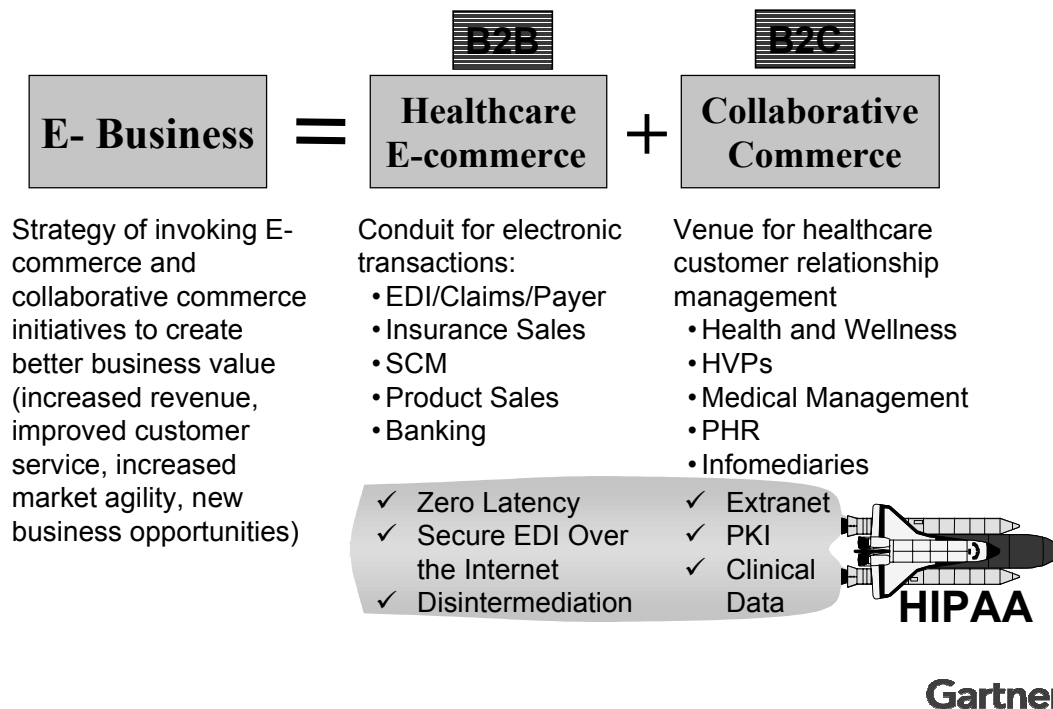 B2B
B2C
E- Business
=
Healthcare
E-commerce
+
Collaborative
Commerce
Strategy of invoking E-
commerce and
collaborative commerce
initiatives to create
better business value
(increased revenue,
improved customer
service, increased
market agility, new
business opportunities)
Conduit for electronic
transactions:
•EDI/Claims/Payer
•Insurance Sales
•SCM
•Product Sales
•Banking
Venue for healthcare
customer relationship
management
•Health and Wellness
•HVPs
•Medical Management
•PHR
•Infomediaries
✓ Zero Latency
✓ Secure EDI Over
the Internet
✓ Disintermediation
✓ Extranet
✓ PKI
✓ Clinical
Data
HIPAA
Gartner